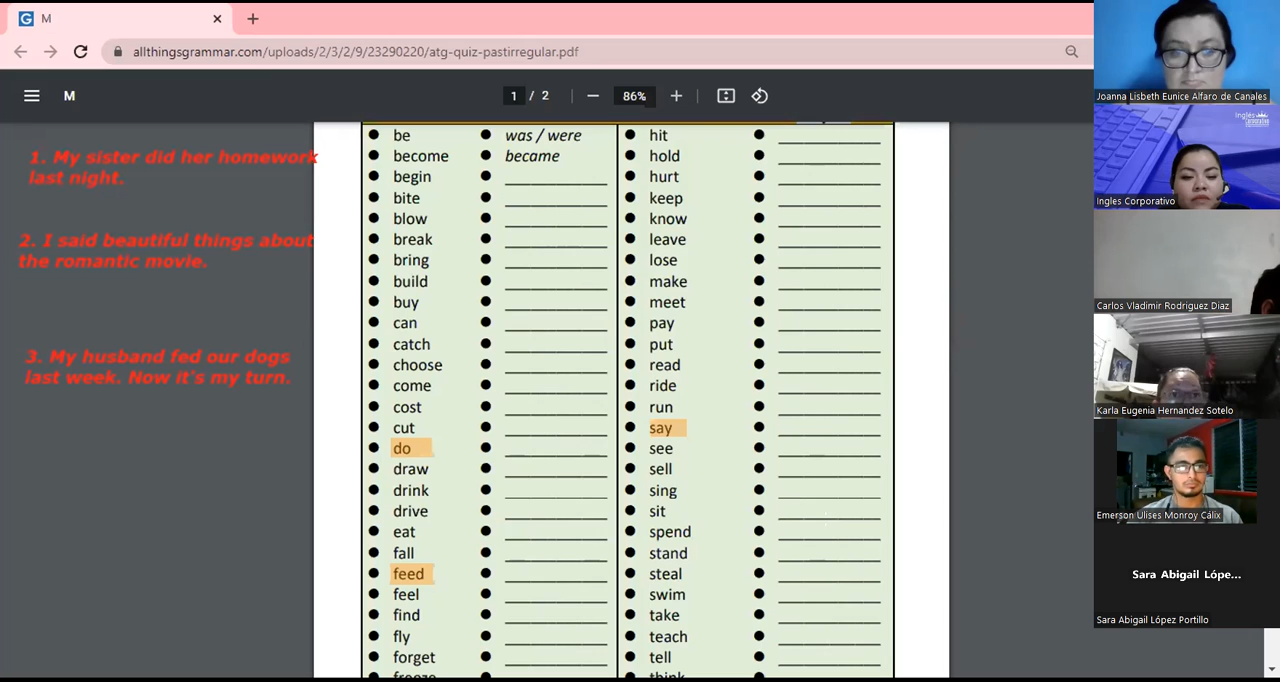 M
allthingsgrammar.com/uploads/2/3/2/9/23290220/atg-quiz-pastirregular.pdf
M
1 / 2
86%
1. My sister did her homework
last night.
2. I said beautiful things about
the romantic movie.
3. My husband fed our dogs
last week. Now it's my turn.
be was / were
become became
begin
bite
blow
break
bring
build
buy
can
catch
choose
come
cost
cut
do
draw
drink
drive
eat
fall
feed
feel
find
fly
forget
freeze
hit
hold
hurt
keep
know
leave
lose
make
meet
pay
put
read
ride
run
say
see
sell
sing
sit
spend
stand
steal
swim
take
teach
tell
think
Joanna Lisbeth Eunice Alfaro de Canales
Inglés
Corporativo
Ingles Corporativo
Carlos Vladimir Rodriguez Diaz
Karla Eugenia Hernandez Sotelo
Emerson Ulises Monroy Cálix
Sara Abigail Lópe...
Sara Abigail López Portillo